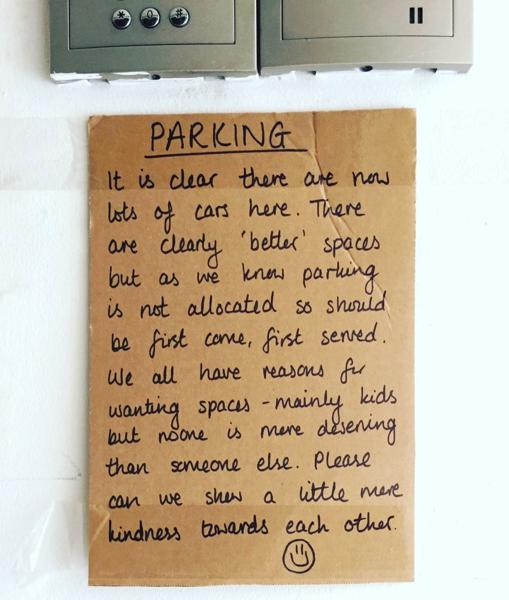 PARKING
It is clear there are now
lots of cars here. There
are clearly 'better' spaces
but as we know parking
is not allocated so should
be first come, first served.
We all have reasons for
wanting spaces - mainly kids
but noone is more deserving
than someone else. Please
can we show a little more
kindness towards each other.